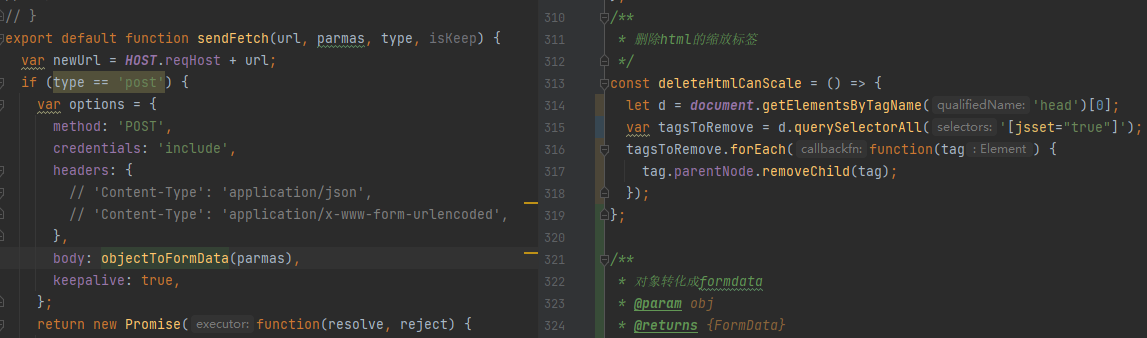 // }
export default function sendFetch(url, parmas, type, isKeep) {
var newUrl = HOST.reqHost + url;
if (type == 'post') {
var options = {
method: 'POST',
credentials: 'include',
headers: {
// 'Content-Type': 'application/json',
// 'Content-Type': 'application/x-www-form-urlencoded',
},
body: objectToFormData(parmas),
keepalive: true,
};
return new Promise( executor: function(resolve, reject) {
310 /**
311 * 删除html的缩放标签
312 */
313 const deleteHtmlCanScale = () => {
314 let d = document.getElementsByTagName( qualifiedName: 'head')[0];
315 var tagsToRemove = d.querySelectorAll( selectors: '[jsset="true"]');
316 tagsToRemove.forEach( callbackfn: function(tag : Element ) {
317 tag.parentNode.removeChild(tag);
318 });
319 };
320
321 /**
322 * 对象转化成formdata
323 * @param obj
324 * @returns {FormData}